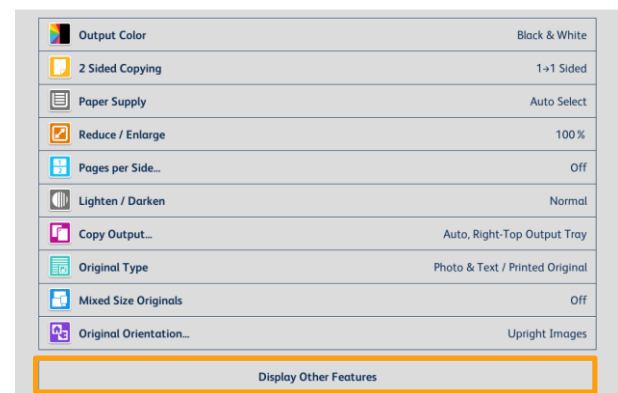 Output Color Black & White
2 Sided Copying 1→1 Sided
Paper Supply Auto Select
Reduce / Enlarge 100 %
1
2
Pages per Side... Off
Lighten / Darken Normal
Copy Output... Auto, Right-Top Output Tray
Original Type Photo & Text / Printed Original
Mixed Size Originals Off
Original Orientation... Upright Images
Display Other Features